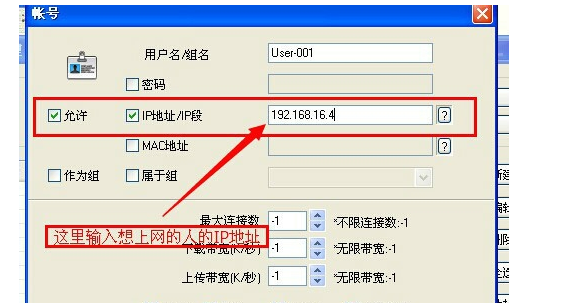 帐号
用户名/组名 User-001
密码
允许 IP地址/IP段 192.168.16.4 ?
MAC地址 ?
作为组 属于组
最大连接数 -1 *不限连接数:-1
这里输入想上网的人的IP地址
下载带宽(K/秒) -1 *无限带宽:-1
上传带宽(K/秒) -1 *无限带宽:-1